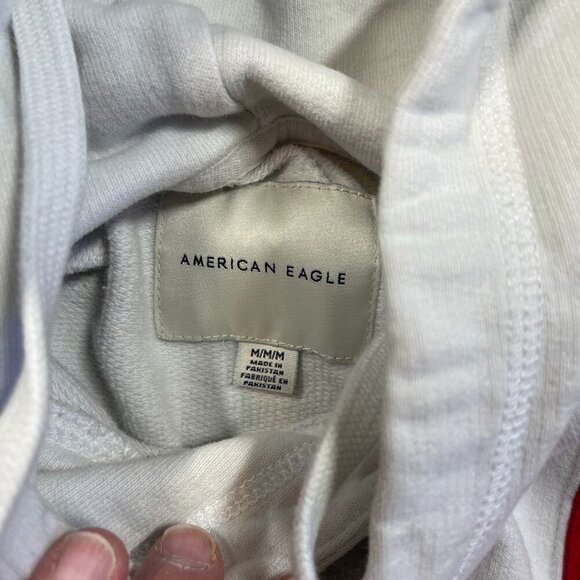 AMERICAN EAGLE
M/M/M
MADE IN
PAKISTAN
FABRIQUÉ EN
PAKISTAN